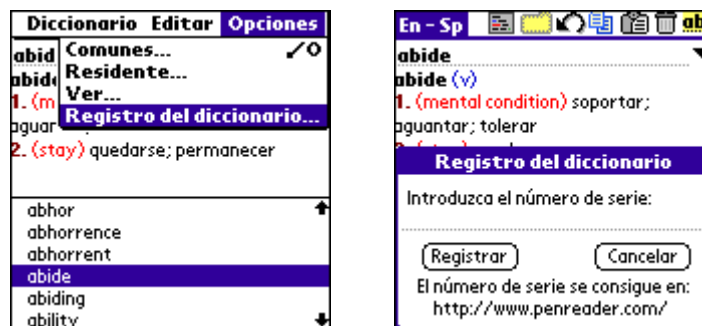 Diccionario Editar Opciones
abid
Comunes... /O
abide
Residente...
Ver...
1. (m
Registro del diccionario...
aguar
2. (stay) quedarse; permanecer
abhor
abhorrence
abhorrent
abide
abiding
ability
En - Sp
ab
abide
abide (v)
1. (mental condition) soportar;
aguantar; tolerar
Registro del diccionario
Introduzca el número de serie:
Registrar Cancelar
El número de serie se consigue en:
http://www.penreader.com/